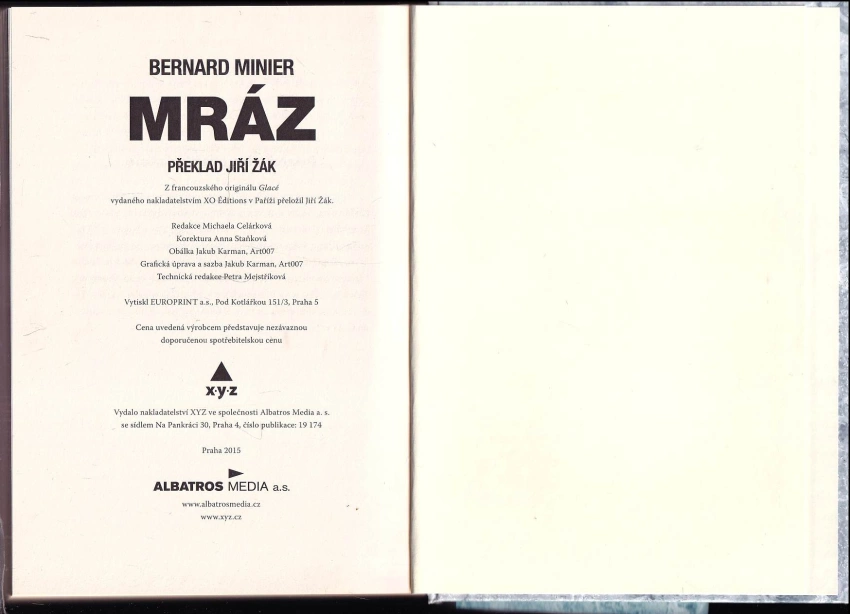 BERNARD MINIER
MRÁZ
PŘEKLAD JIŘÍ ŽÁK
Z francouzského originálu Glacé
vydaného nakladatelstvím XO Éditions v Paříži přeložil Jiří Žák.
Redakce Michaela Celárková
Korektura Anna Staňková
Obálka Jakub Karman, Art007
Grafická úprava a sazba Jakub Karman, Art007
Technická redakce Petra Mejstříková
Vytiskl EUROPRINT a.s., Pod Kotlářkou 151/3, Praha 5
Cena uvedená výrobcem představuje nezávaznou
doporučenou spotřebitelskou cenu
x·y·z
Vydalo nakladatelství XYZ ve společnosti Albatros Media a. s.
se sídlem Na Pankráci 30, Praha 4, číslo publikace: 19 174
Praha 2015
ALBATROS MEDIA a.s.
www.albatrosmedia.cz
www.xyz.cz